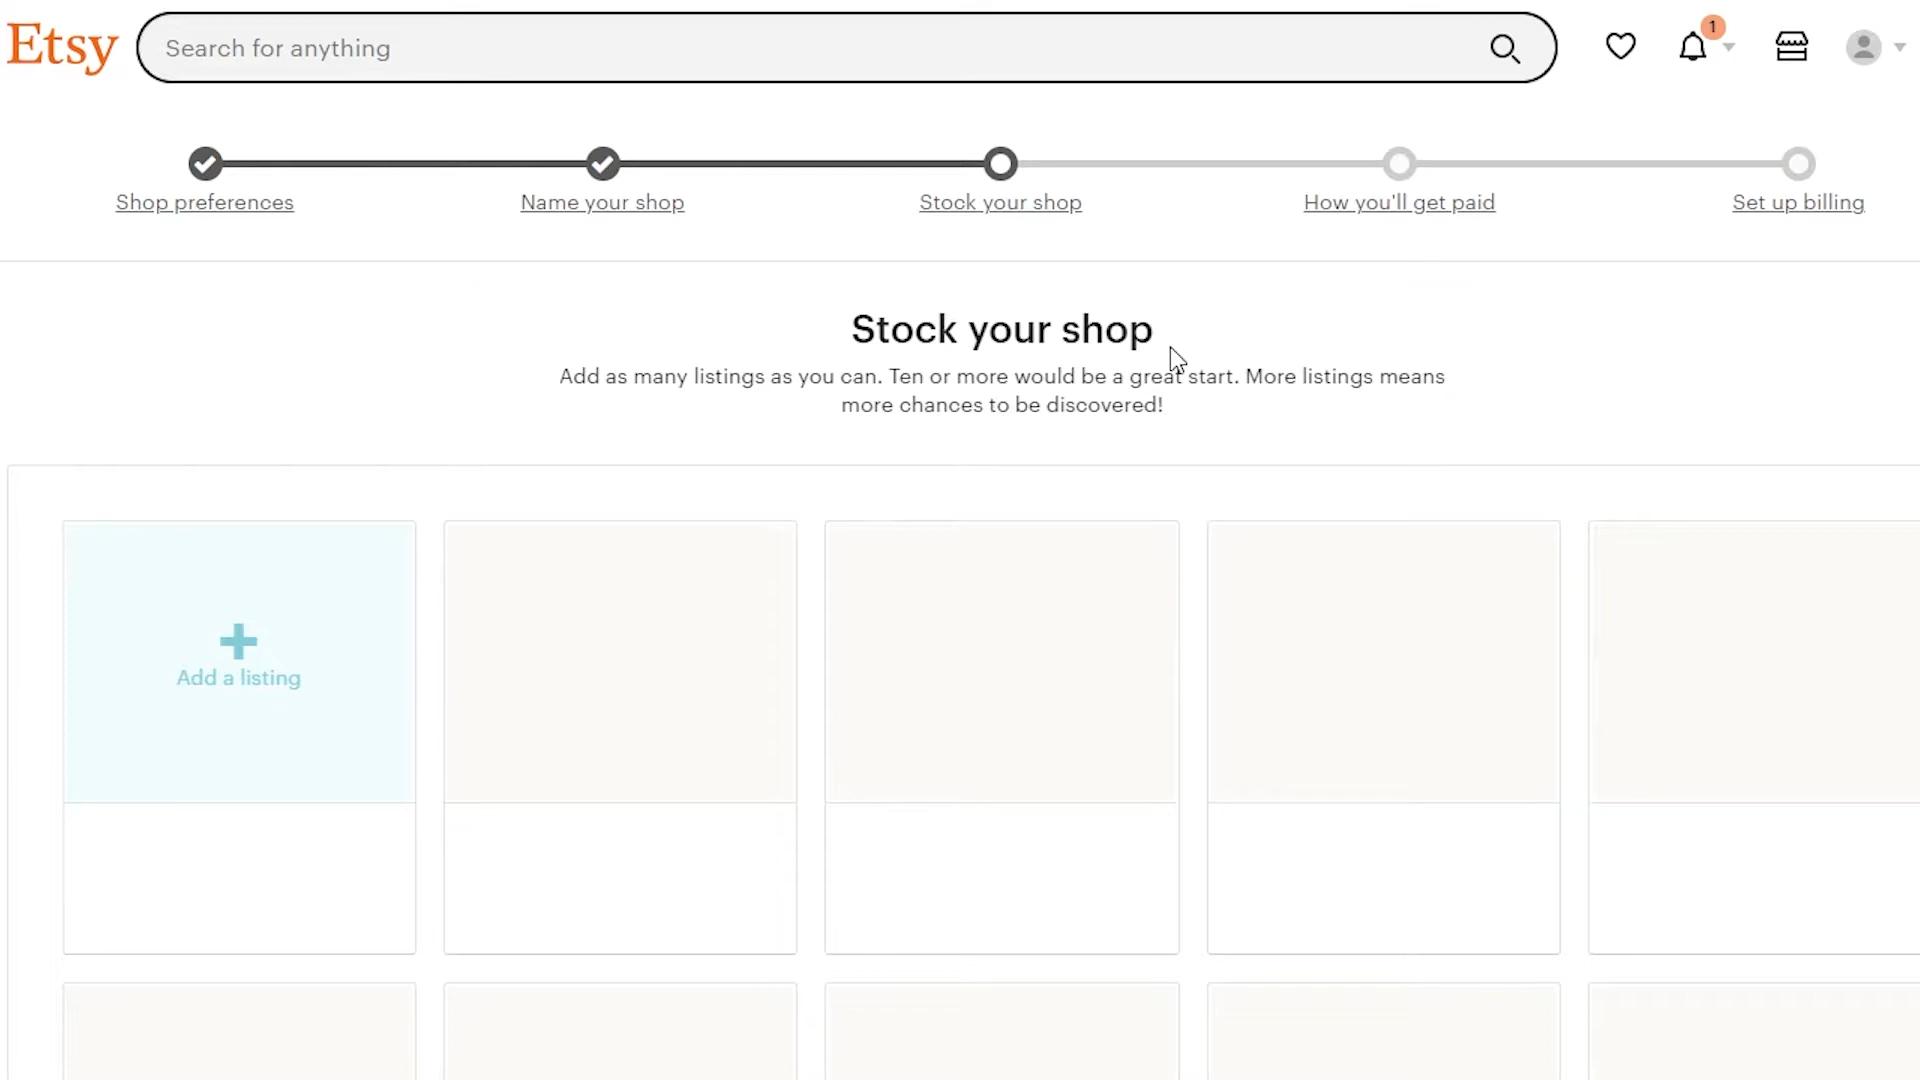 Etsy
Search for anything
1
Shop preferences
Name your shop
Stock your shop
How you'll get paid
Set up billing
Stock your shop
Add as many listings as you can. Ten or more would be a great start. More listings means
more chances to be discovered!
Add a listing